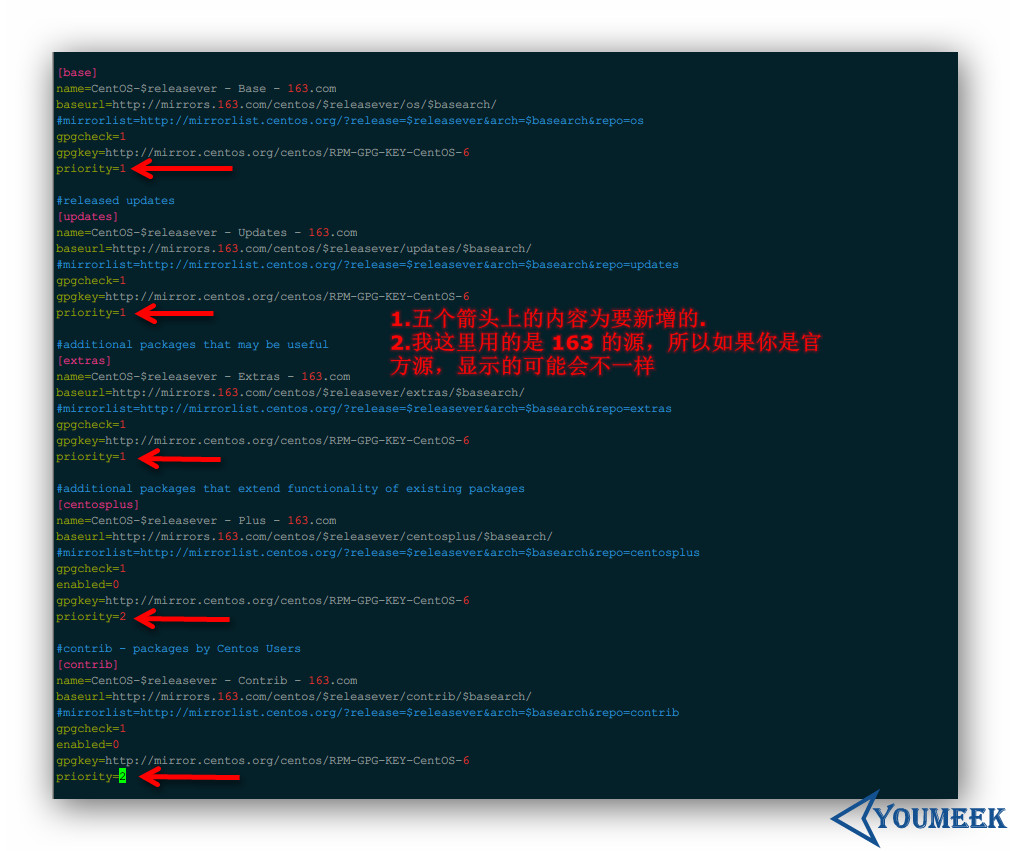 [base]
name=CentOS-$releasever - Base - 163.com
baseurl=http://mirrors.163.com/centos/$releasever/os/$basearch/
#mirrorlist=http://mirrorlist.centos.org/?release=$releasever&arch=$basearch&repo=os
gpgcheck=1
gpgkey=http://mirror.centos.org/centos/RPM-GPG-KEY-CentOS-6
priority=1
#released updates
[updates]
name=CentOS-$releasever - Updates - 163.com
baseurl=http://mirrors.163.com/centos/$releasever/updates/$basearch/
#mirrorlist=http://mirrorlist.centos.org/?release=$releasever&arch=$basearch&repo=updates
gpgcheck=1
gpgkey=http://mirror.centos.org/centos/RPM-GPG-KEY-CentOS-6
priority=1
1.五个箭头上的内容为要新增的.
2.我这里用的是 163 的源，所以如果你是官
方源，显示的可能会不一样
#additional packages that may be useful
[extras]
name=CentOS-$releasever - Extras - 163.com
baseurl=http://mirrors.163.com/centos/$releasever/extras/$basearch/
#mirrorlist=http://mirrorlist.centos.org/?release=$releasever&arch=$basearch&repo=extras
gpgcheck=1
gpgkey=http://mirror.centos.org/centos/RPM-GPG-KEY-CentOS-6
priority=1
#additional packages that extend functionality of existing packages
[centosplus]
name=CentOS-$releasever - Plus - 163.com
baseurl=http://mirrors.163.com/centos/$releasever/centosplus/$basearch/
#mirrorlist=http://mirrorlist.centos.org/?release=$releasever&arch=$basearch&repo=centosplus
gpgcheck=1
enabled=0
gpgkey=http://mirror.centos.org/centos/RPM-GPG-KEY-CentOS-6
priority=2
#contrib - packages by Centos Users
[contrib]
name=CentOS-$releasever - Contrib - 163.com
baseurl=http://mirrors.163.com/centos/$releasever/contrib/$basearch/
#mirrorlist=http://mirrorlist.centos.org/?release=$releasever&arch=$basearch&repo=contrib
gpgcheck=1
enabled=0
gpgkey=http://mirror.centos.org/centos/RPM-GPG-KEY-CentOS-6
priority=2
YOUMEEK